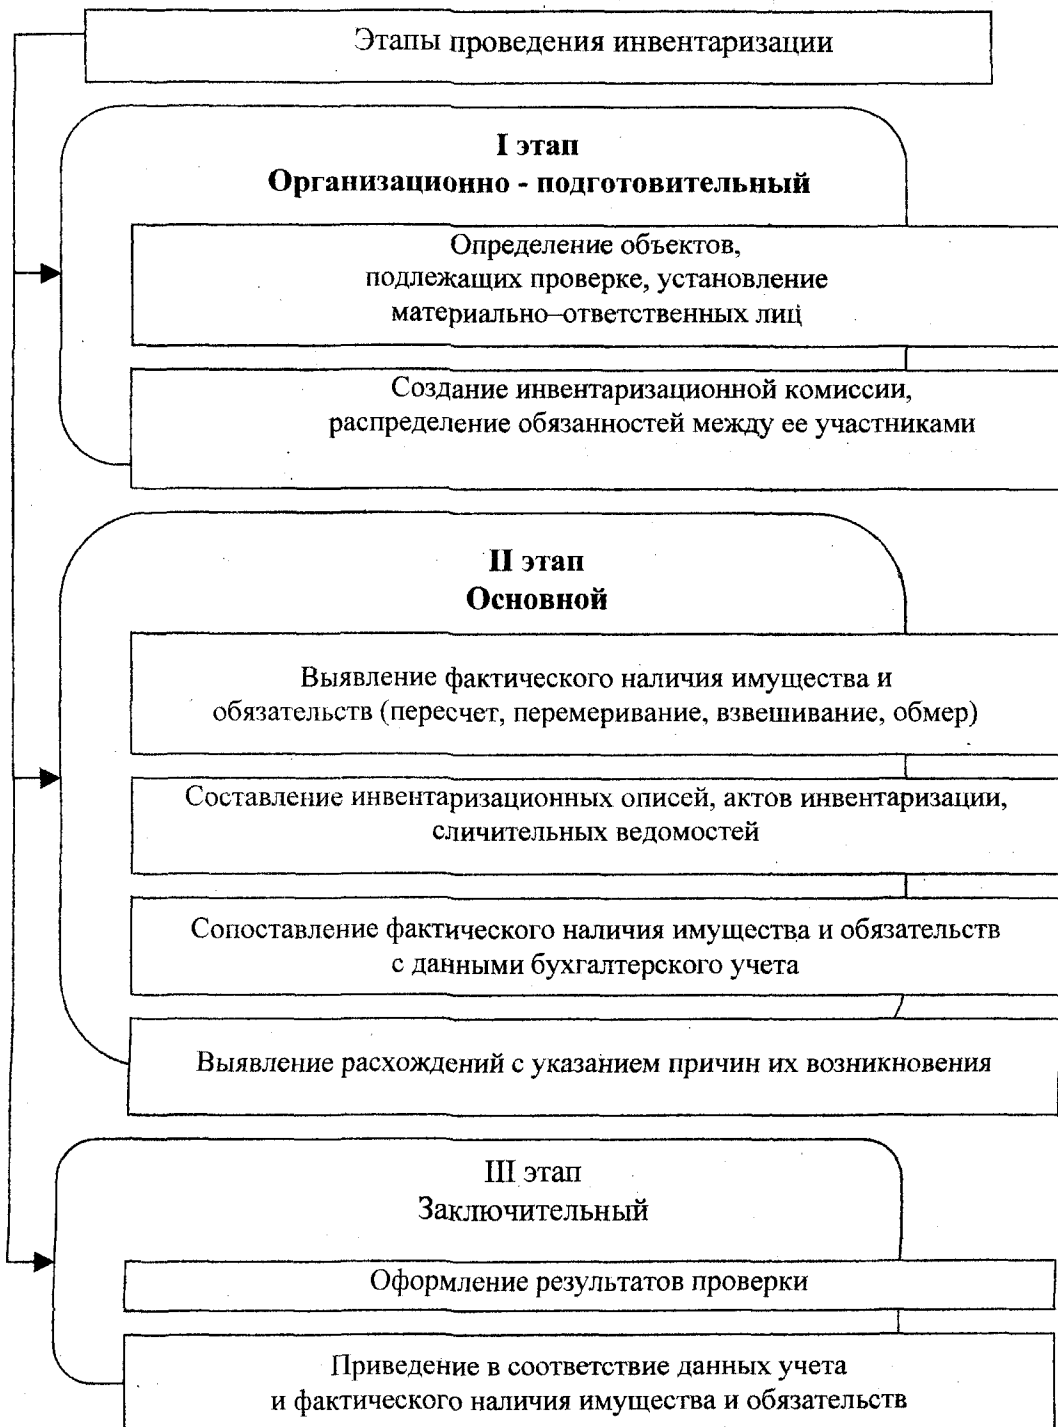 Этапы проведения инвентаризации
I этап
Организационно - подготовительный
Определение объектов,
подлежащих проверке, установление
материально–ответственных лиц
Создание инвентаризационной комиссии,
распределение обязанностей между ее участниками
II этап
Основной
Выявление фактического наличия имущества и
обязательств (пересчет, перемеривание, взвешивание, обмер)
Составление инвентаризационных описей, актов инвентаризации,
сличительных ведомостей
Сопоставление фактического наличия имущества и обязательств
с данными бухгалтерского учета
Выявление расхождений с указанием причин их возникновения
III этап
Заключительный
Оформление результатов проверки
Приведение в соответствие данных учета
и фактического наличия имущества и обязательств